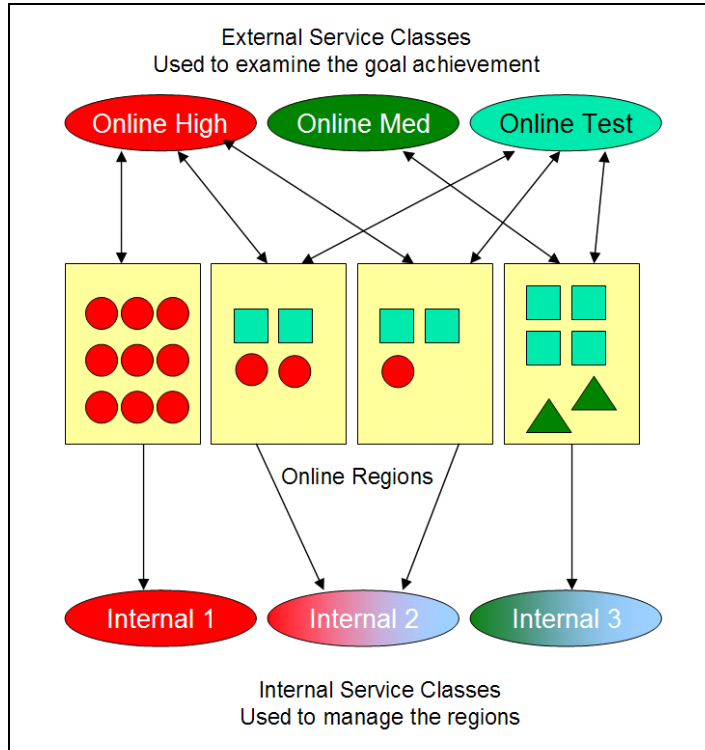 External Service Classes
Used to examine the goal achievement
Online High
Online Med
Online Test
Online Regions
Internal 1
Internal 2
Internal 3
Internal Service Classes
Used to manage the regions